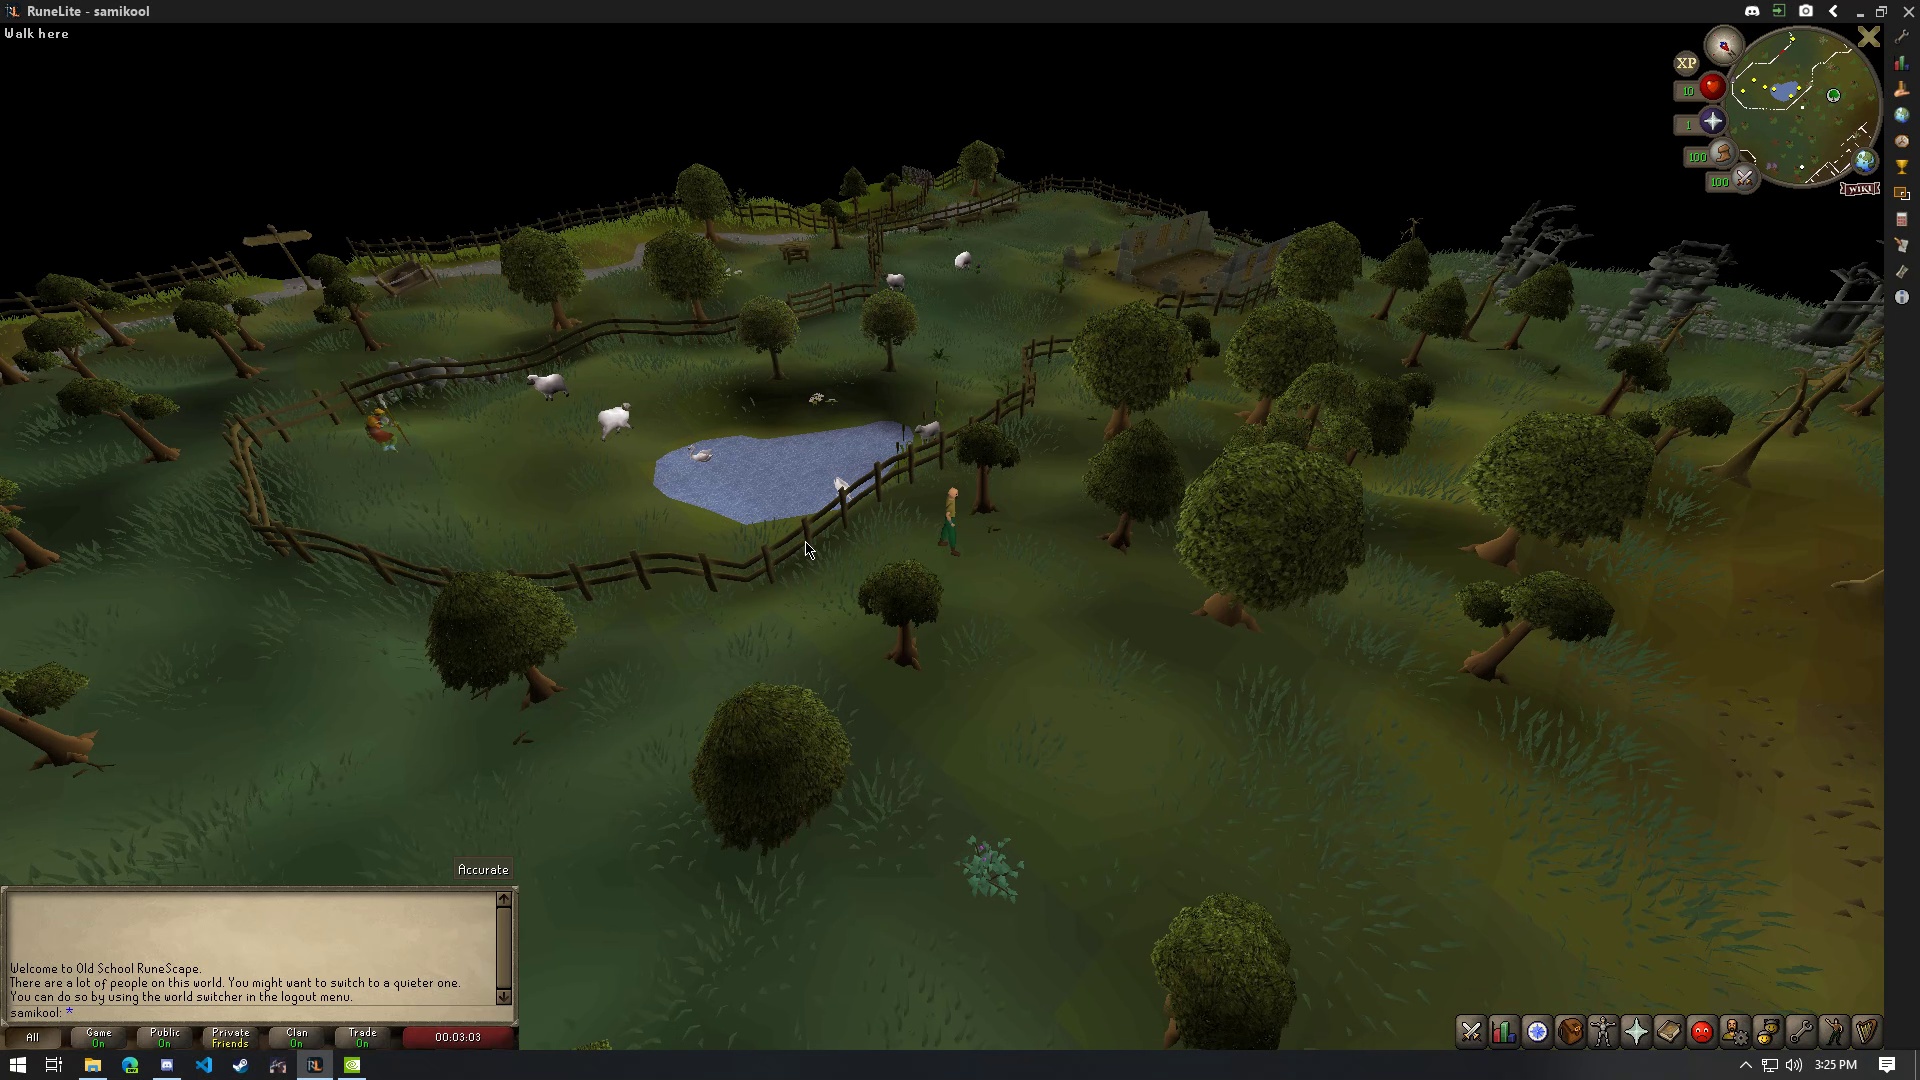 RuneLite - samikool
Walk here
XP
10
1
100
100
WIKI
Accurate
Welcome to Old School RuneScape.
There are a lot of people on this world. You might want to switch to a quieter one.
You can do so by using the world switcher in the logout menu.
samikool: *
All
Game
On
Public
On
Private
Friends
Clan
On
Trade
On
00:03:03
3:25 PM